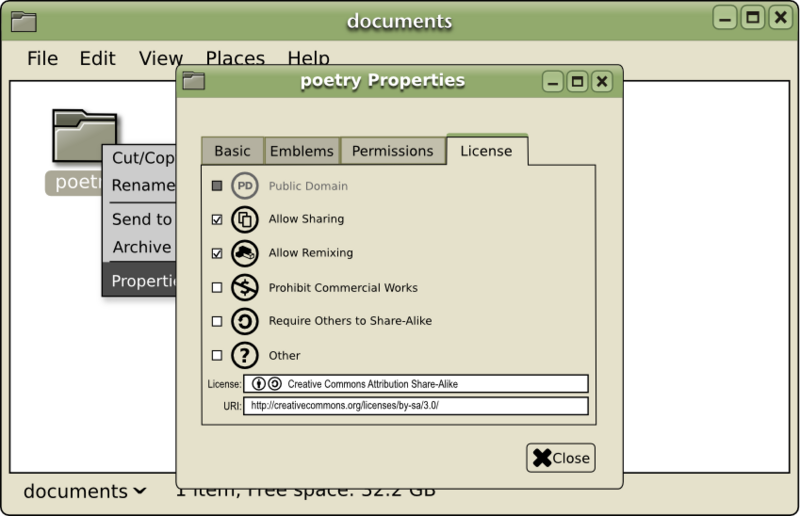 documents
File Edit View Places Help
poetry Properties
Basic Emblems Permissions License
Cut/Cop
Rename
Send to
Archive
PD Public Domain
Allow Sharing
Allow Remixing
$ Prohibit Commercial Works
Require Others to Share-Alike
? Other
License: Creative Commons Attribution Share-Alike
URI: http://creativecommons.org/licenses/by-sa/3.0/
Close
documents 1 item, Free space: 52.2 GB